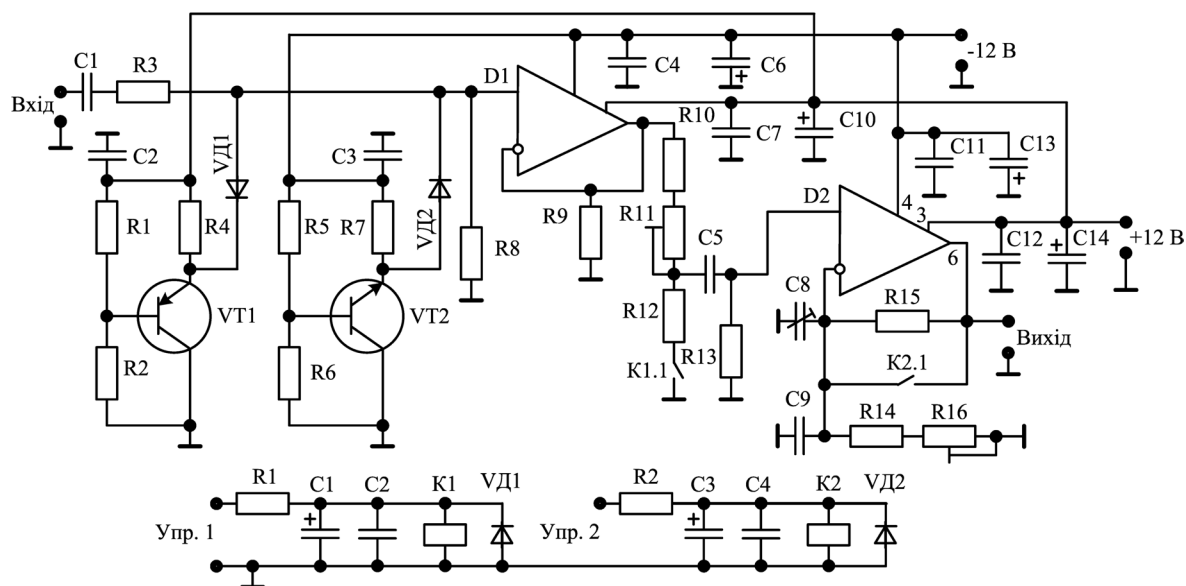 -12 В
C1
R3
C4
C6
D1
Вхід
R10
C7
C10
C2
VД1
C3
VД2
C11
C13
D2
4
3
6
R1
R4
R5
R7
R8
R9
R11
C5
C12
C14
+12 В
VT1
VT2
C8
R15
R12
Вихід
R2
R6
R13
K1.1
K2.1
C9
R14
R16
R1
C1
C2
K1
VД1
R2
C3
C4
K2
VД2
Упр. 1
Упр. 2
+
+
+
+
+
+